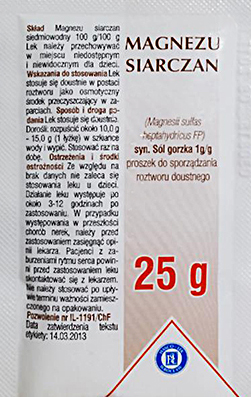 Skład Magnezu siarczan
siedmiowodny 100 g/100 g
Lek należy przechowywać
w miejscu niedostępnym
i niewidocznym dla dzieci.
Wskazania do stosowania Lek
stosuje się doustnie w postaci
roztworu jako osmotyczny
środek przeczyszczający w za-
parciach. Sposób i droga po-
dania Lek stosuje się doustnie.
Dorośli: rozpuścić około 10,0 g
- 15,0 g (1 łyżkę) w szklance
wody i wypić. Stosować raz na
dobę. Ostrzeżenia i środki
ostrożności Ze względu na
brak danych nie zaleca się
stosowania leku u dzieci.
Działanie leku występuje po
około 3-12 godzinach po
zastosowaniu. W przypadku
występowania w przeszłości
chorób nerek, należy przed
zastosowaniem zasięgnąć opi-
nii lekarza. Pacjenci z za-
burzeniami rytmu serca powin-
ni przed zastosowaniem leku
skontaktować się z lekarzem.
Nie należy stosować po upły-
wie terminu ważności zamiesz-
czonego na opakowaniu.
Pozwolenie nr IL-1191/ChF
Data zatwierdzenia tekstu
etykiety: 14.03.2013
MAGNEZU
SIARCZAN
(Magnesii sulfas
heptahydricus FP)
syn. Sól gorzka 1g/g
proszek do sporządzania
roztworu doustnego
25 g